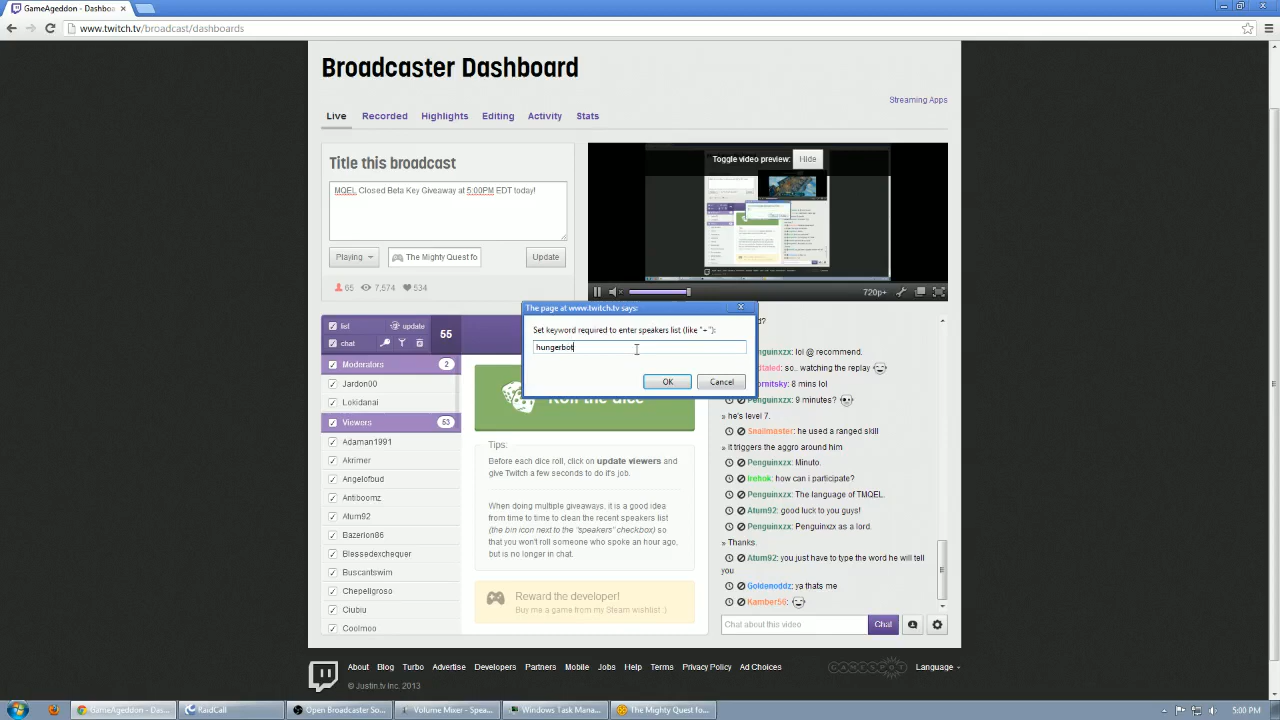 GameAgeddon - Dashboard
www.twitch.tv/broadcast/dashboards
Broadcaster Dashboard
Streaming Apps
Live Recorded Highlights Editing Activity Stats
Title this broadcast
MQEL Closed Beta Key Giveaway at 5:00PM EDT today!
Playing The Mighty Quest fo Update
65 7,574 534
Toggle video preview: Hide
720p+
The page at www.twitch.tv says:
Set keyword required to enter speakers list (like "+"):
hungerbot
OK Cancel
list update 55
chat
Moderators 2
Jardon00
Lokidanai
Viewers 53
Adaman1991
Akrimer
Angelofbud
Antiboomz
Atum92
Bazerion86
Blessedexchequer
Buscantswim
Chepeligroso
Ciubiu
Coolmoo
Roll the dice
Tips:
Before each dice roll, click on update viewers and
give Twitch a few seconds to do it's job.
When doing multiple giveaways, it is a good idea
from time to time to clean the recent speakers list
(the bin icon next to the "speakers" checkbox) so
that you won't roll someone who spoke an hour ago,
but is no longer in chat.
Reward the developer!
Buy me a game from my Steam wishlist :)
Penguinxzx: lol @ recommend.
so.. watching the replay
8 mins lol
Penguinxzx: 9 minutes?
» he's level 7.
Snailmaster: he used a ranged skill
» it triggers the aggro around him
Penguinxzx: Minuto.
Irehok: how can i participate?
Penguinxzx: The language of TMQEL.
Atum92: good luck to you guys!
Penguinxzx: Penguinxzx as a lord.
» Thanks.
Atum92: you just have to type the word he will tell
you
Goldenoddz: ya thats me
Kamber56:
Chat about this video Chat
About Blog Turbo Advertise Developers Partners Mobile Jobs Help Terms Privacy Policy Ad Choices
GAMESPOT
Language
© Justin.tv Inc. 2013
GameAgeddon - Das...
RaidCall
Open Broadcaster So...
Volume Mixer - Spea...
Windows Task Man...
The Mighty Quest fo...
5:00 PM